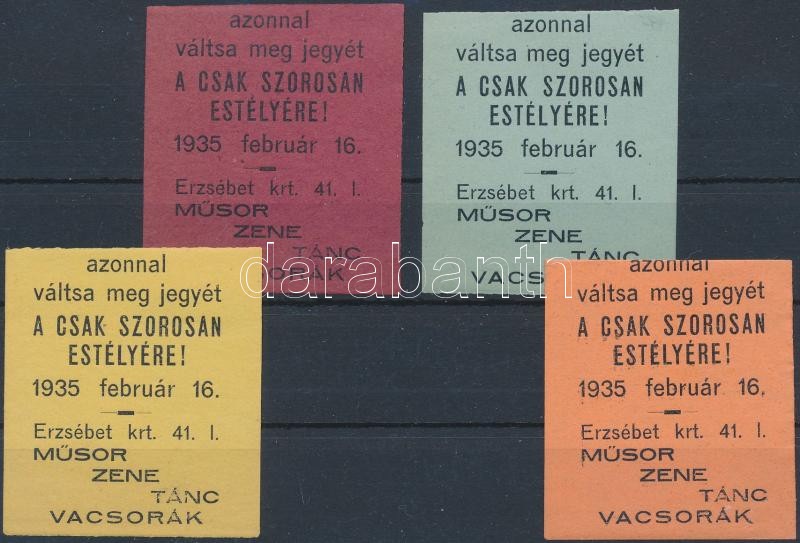 azonnal
váltsa meg jegyét
A CSAK SZOROSAN
ESTÉLYÉRE!
1935 február 16.
Erzsébet krt. 41. I.
MŰSOR
ZENE
TÁNC
VACSORÁK
azonnal
váltsa meg jegyét
A CSAK SZOROSAN
ESTÉLYÉRE!
1935 február 16.
Erzsébet krt. 41. I.
MŰSOR
ZENE
TÁNC
VACSORÁK
azonnal
váltsa meg jegyét
A CSAK SZOROSAN
ESTÉLYÉRE!
1935 február 16.
Erzsébet krt. 41. I.
MŰSOR
ZENE
TÁNC
VACSORÁK
azonnal
váltsa meg jegyét
A CSAK SZOROSAN
ESTÉLYÉRE!
1935 február 16.
Erzsébet krt. 41. I.
MŰSOR
ZENE
TÁNC
VACSORÁK
darabanth